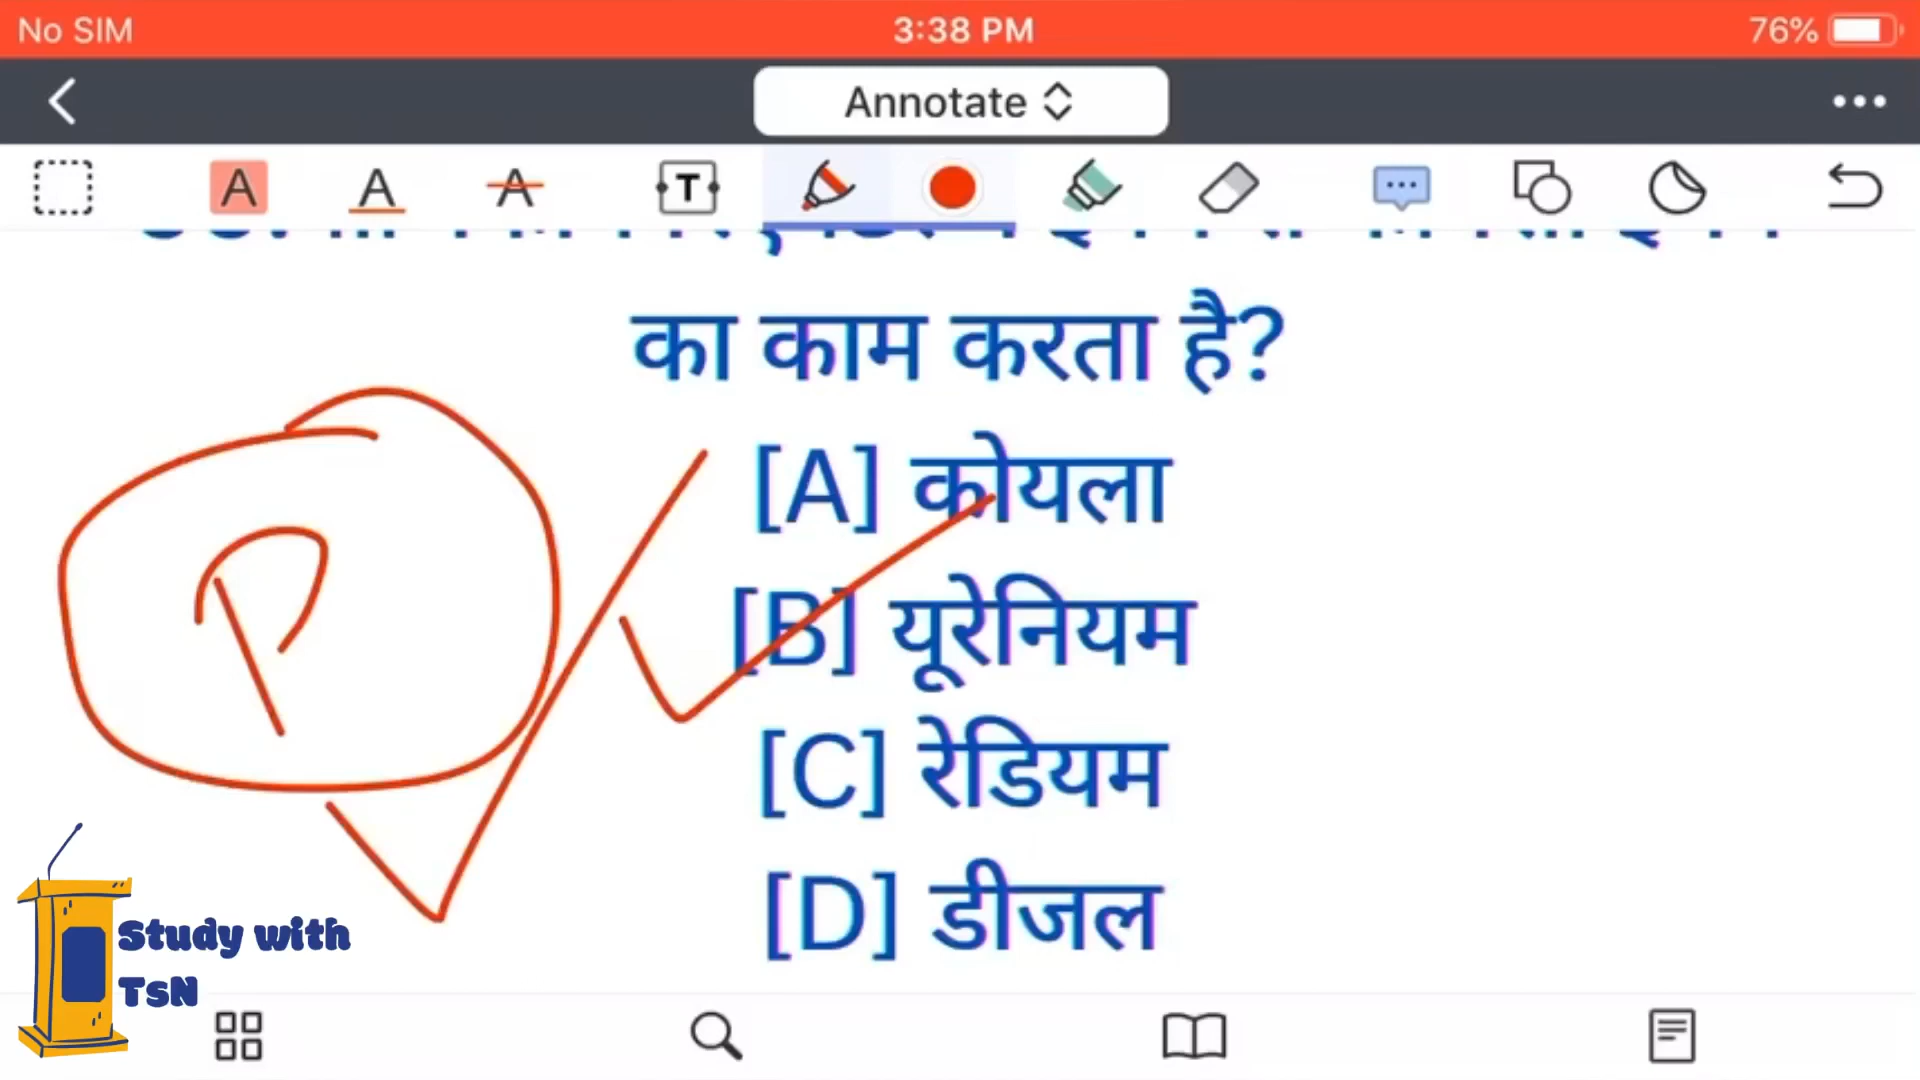 No SIM 3:38 PM 76%
Annotate
A A A T
का काम करता है?
[A] कोयला
[B] यूरेनियम
[C] रेडियम
[D] डीजल
P
Study with
TsN